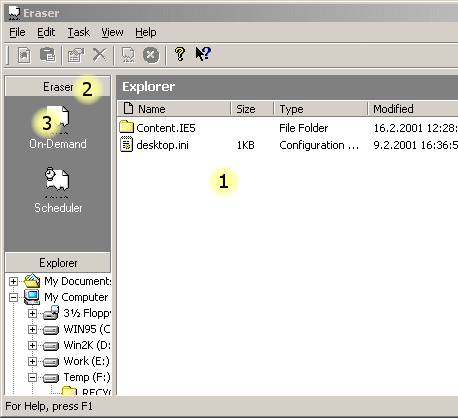 Eraser
File Edit Task View Help
Eraser 2
3
On-Demand
Scheduler
Explorer
My Documents
My Computer
3½ Floppy
WIN95 (C
Win2K (D:
Work (E:)
Temp (F:)
RECYC
Explorer
Name Size Type Modified
Content.IE5 File Folder 16.2.2001 12:28:
desktop.ini 1KB Configuration ... 9.2.2001 16:36:5
1
For Help, press F1